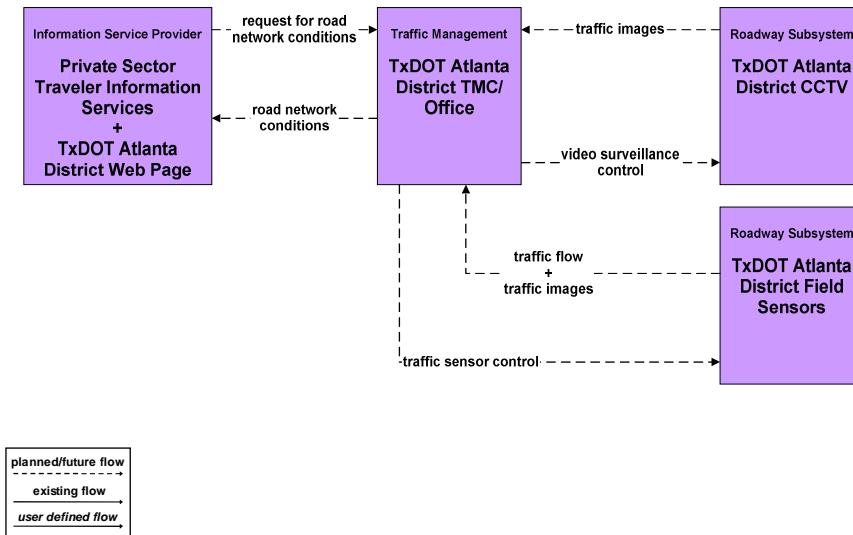 Information Service Provider
Private Sector
Traveler Information
Services
+
TxDOT Atlanta
District Web Page
request for road
network conditions
road network
conditions
Traffic Management
TxDOT Atlanta
District TMC/
Office
traffic images
video surveillance
control
Roadway Subsystem
TxDOT Atlanta
District CCTV
traffic flow
+
traffic images
traffic sensor control
Roadway Subsystem
TxDOT Atlanta
District Field
Sensors
planned/future flow
existing flow
user defined flow